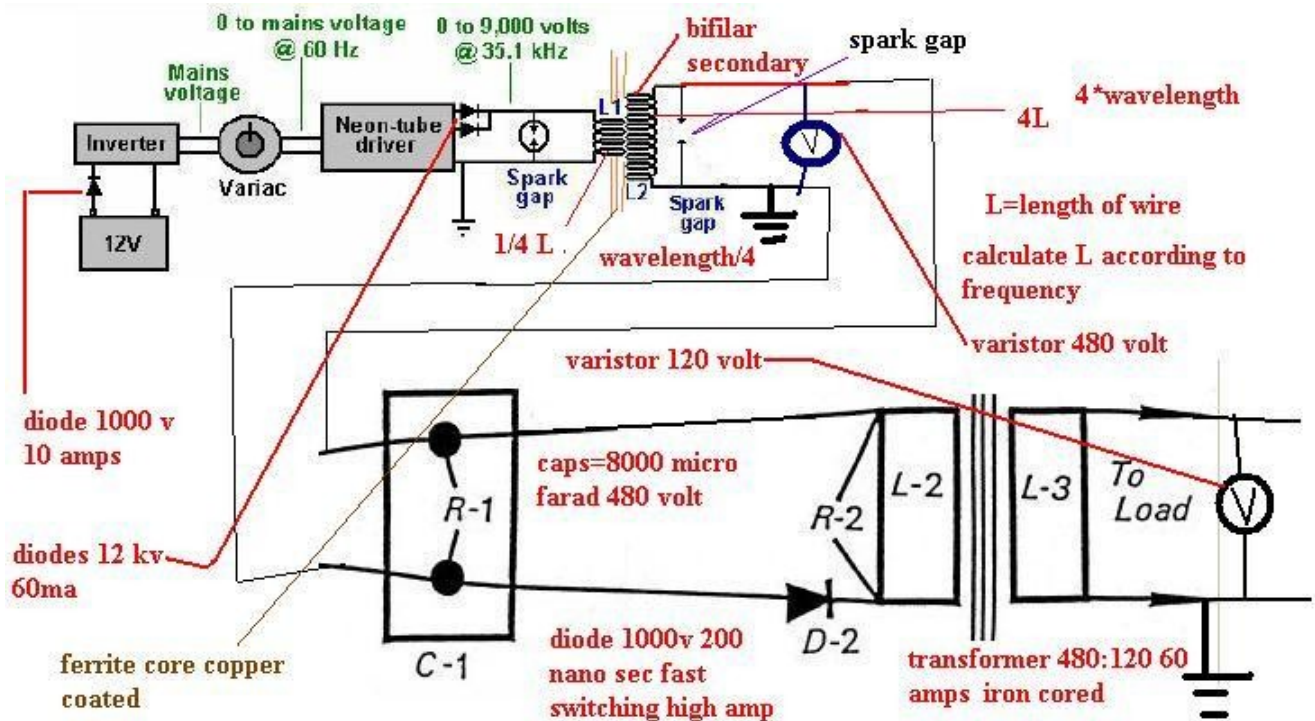 0 to mains voltage
@ 60 Hz
0 to 9,000 volts
@ 35.1 kHz
bifilar
secondary
spark gap
Mains
voltage
4*wavelength
4L
Inverter
Variac
Neon-tube
driver
L1
Spark
gap
V
L2
Spark
gap
12V
1/4 L
wavelength/4
L=length of wire
calculate L according to
frequency
varistor 480 volt
varistor 120 volt
diode 1000 v
10 amps
caps=8000 micro
farad 480 volt
R-1
R-2
L-2
L-3
To
Load
V
diodes 12 kv
60ma
D-2
C-1
ferrite core copper
coated
diode 1000v 200
nano sec fast
switching high amp
transformer 480:120 60
amps iron cored